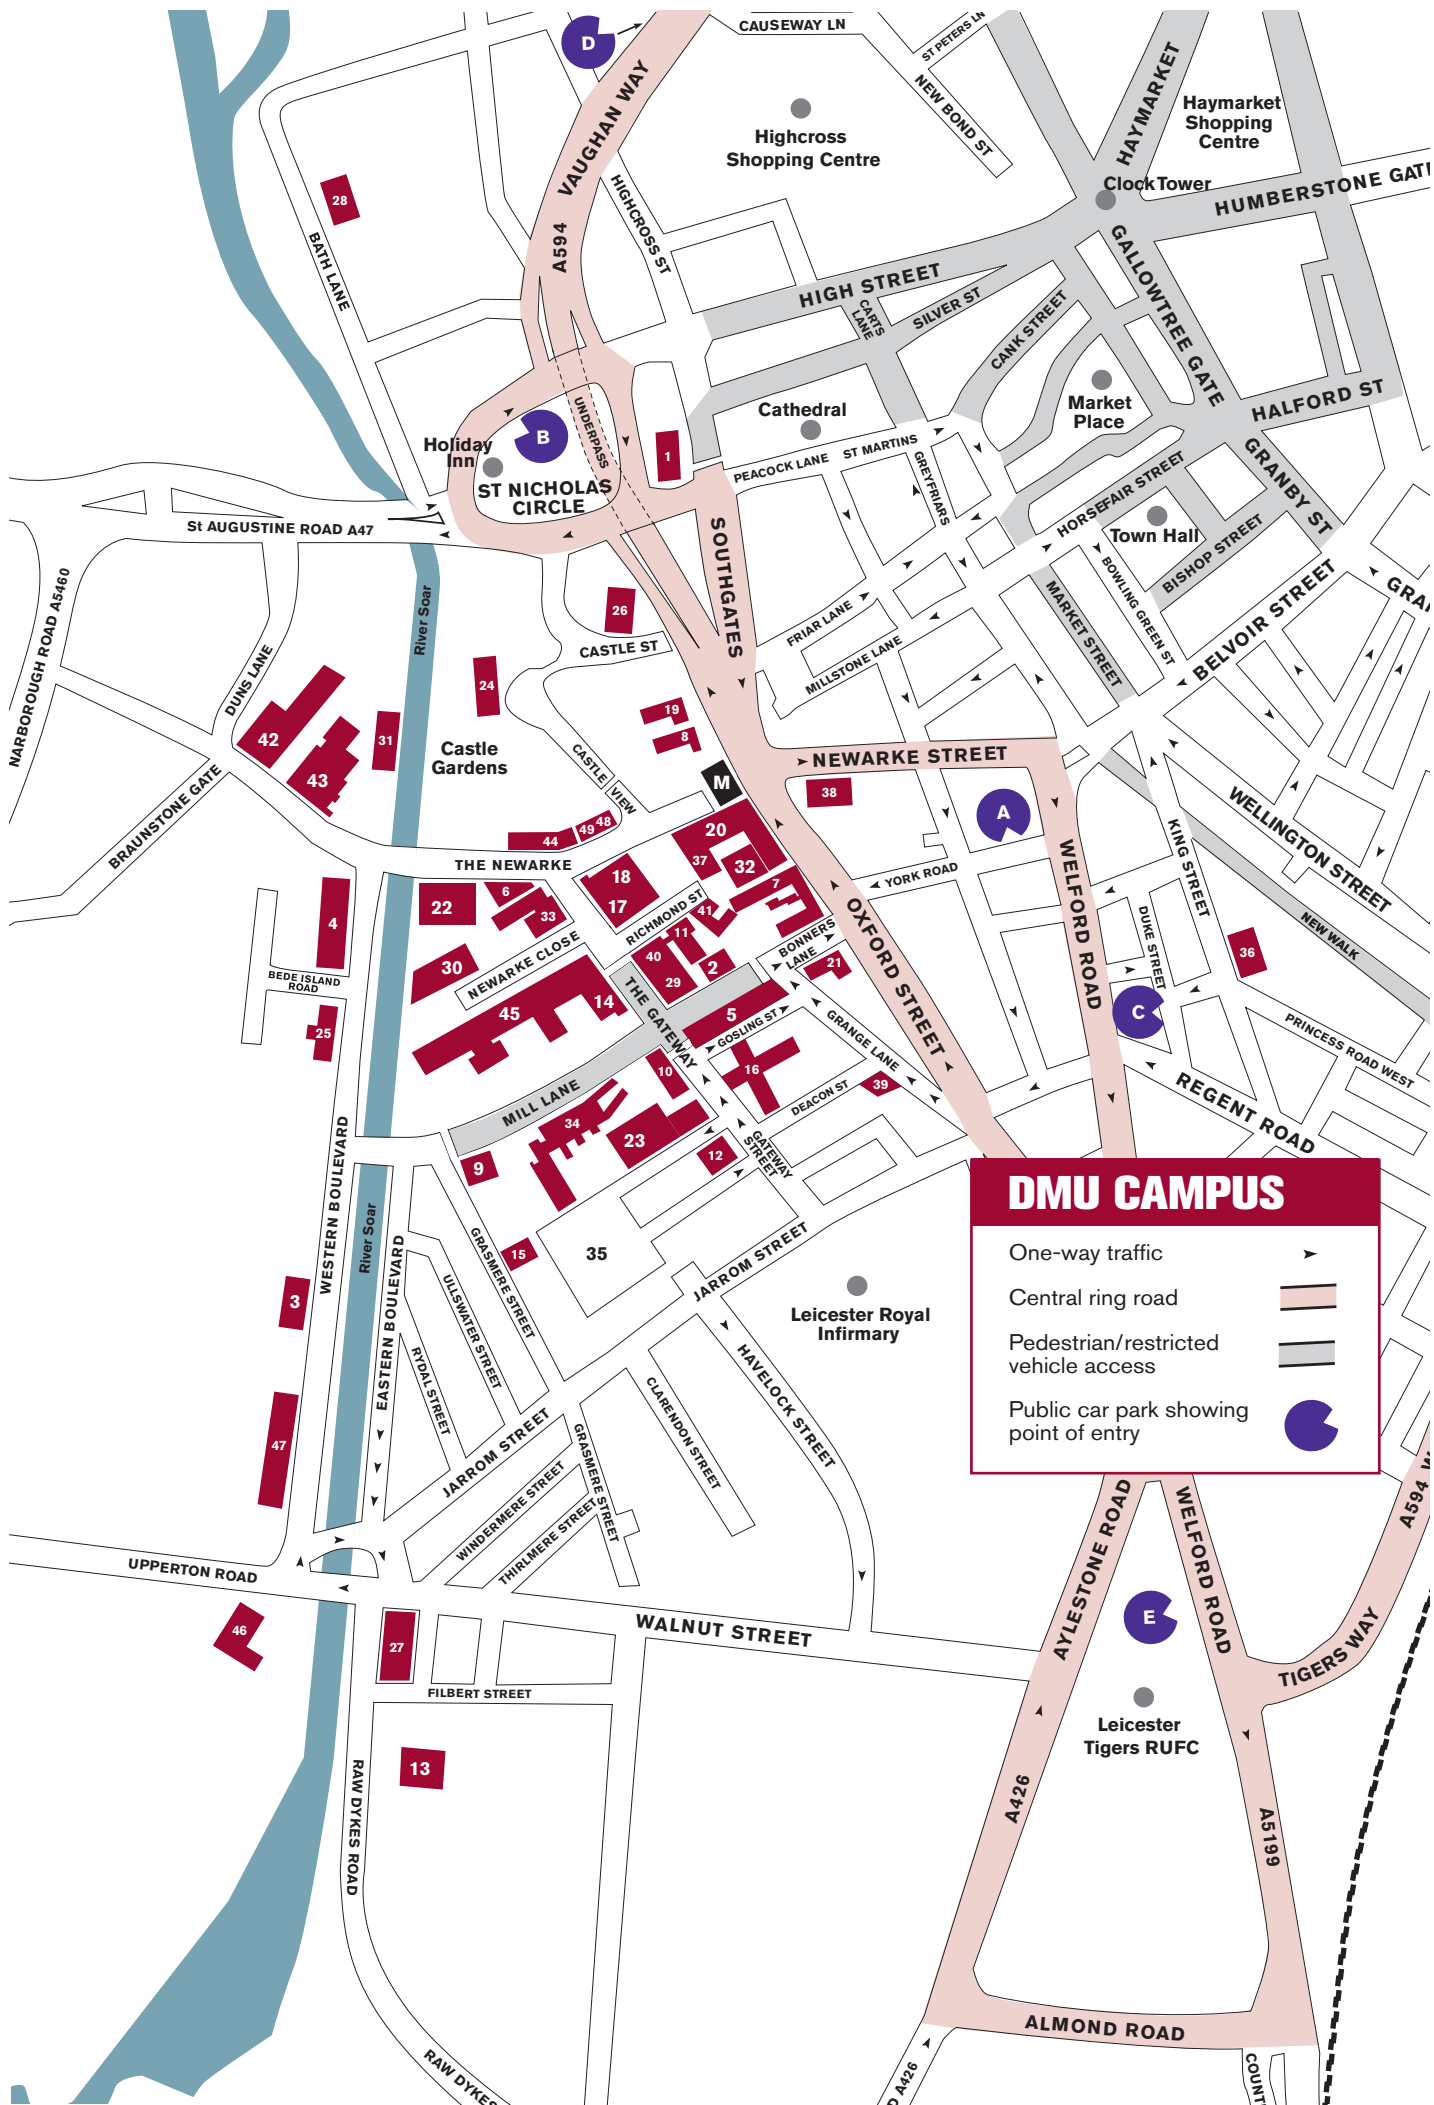 D
CAUSEWAY LN
ST PETERS LN
NEW BOND ST
VAUGHAN WAY
A594
HAYMARKET
Haymarket
Shopping
Centre
Highcross
Shopping Centre
Clock Tower
HUMBERSTONE GATE
28
BATH LANE
HIGHCROSS ST
HIGH STREET
CARTS
LANE
SILVER ST
CANK STREET
GALLOWTREE GATE
Market
Place
HALFORD ST
Cathedral
Holiday
Inn
B
UNDERPASS
1
ST NICHOLAS
CIRCLE
PEACOCK LANE
ST MARTINS
GREYFRIARS
HORSEFAIR STREET
GRANBY ST
Town Hall
BISHOP STREET
St AUGUSTINE ROAD A47
SOUTHGATES
BOWLING GREEN ST
MARKET STREET
BELVOIR STREET
NARBOROUGH ROAD A5460
River Soar
26
CASTLE ST
FRIAR LANE
MILLSTONE LANE
DUNS LANE
24
19
8
42
43
31
Castle
Gardens
CASTLE
VIEW
M
NEWARKE STREET
38
A
WELLINGTON STREET
BRAUNSTONE GATE
44
49
48
20
37
32
THE NEWARKE
7
YORK ROAD
WELFORD ROAD
KING STREET
NEW WALK
4
22
6
33
18
17
RICHMOND ST
41
11
BONNERS
LANE
21
OXFORD STREET
DUKE STREET
36
30
NEWARKE CLOSE
40
2
29
BEDE ISLAND
ROAD
25
45
14
THE GATEWAY
5
GOSLING ST
GRANGE LANE
C
PRINCESS ROAD WEST
16
10
DEACON ST
39
REGENT ROAD
MILL LANE
34
23
9
12
GATEWAY
STREET
WESTERN BOULEVARD
River Soar
EASTERN BOULEVARD
GRASMERE STREET
15
35
JARROM STREET
Leicester Royal
Infirmary
DMU CAMPUS
One-way traffic
Central ring road
Pedestrian/restricted
vehicle access
Public car park showing
point of entry
3
ULLSWATER STREET
RYDAL STREET
HAVELOCK STREET
CLARENDON STREET
47
JARROM STREET
GRASMERE STREET
WINDERMERE STREET
THIRLMERE STREET
UPPERTON ROAD
WALNUT STREET
46
27
FILBERT STREET
AYLESTONE ROAD
WELFORD ROAD
A594
E
TIGERS WAY
Leicester
Tigers RUFC
13
RAW DYKES ROAD
A426
A5199
ALMOND ROAD
RAW DYKES
A426